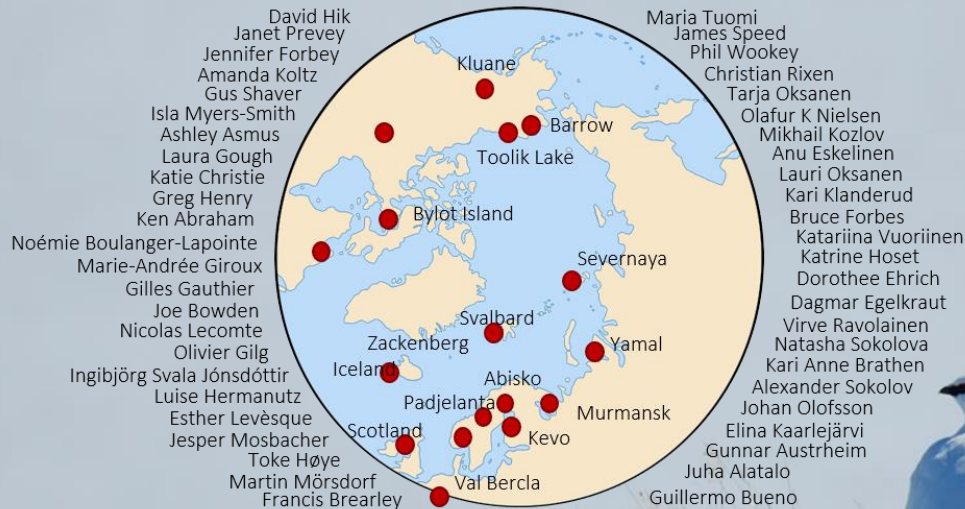 David Hik
Janet Prevey
Jennifer Forbey
Amanda Koltz
Gus Shaver
Isla Myers-Smith
Ashley Asmus
Laura Gough
Katie Christie
Greg Henry
Ken Abraham
Noémie Boulanger-Lapointe
Marie-Andrée Giroux
Gilles Gauthier
Joe Bowden
Nicolas Lecomte
Olivier Gilg
Ingibjörg Svala Jónsdóttir
Luise Hermanutz
Esther Levèsque
Jesper Mosbacher
Toke Høye
Martin Mörsdorf
Francis Brearley
Kluane
Barrow
Toolik Lake
Bylot Island
Severnaya
Svalbard
Zackenberg
Yamal
Iceland
Abisko
Padjelanta
Murmansk
Scotland
Kevo
Val Bercla
Maria Tuomi
James Speed
Phil Wookey
Christian Rixen
Tarja Oksanen
Olafur K Nielsen
Mikhail Kozlov
Anu Eskelinen
Lauri Oksanen
Kari Klanderud
Bruce Forbes
Katariina Vuoriinen
Katrine Hoset
Dorothee Ehrich
Dagmar Egelkraut
Virve Ravolainen
Natasha Sokolova
Kari Anne Brathen
Alexander Sokolov
Johan Olofsson
Elina Kaarlejärvi
Gunnar Austrheim
Juha Alatalo
Guillermo Bueno